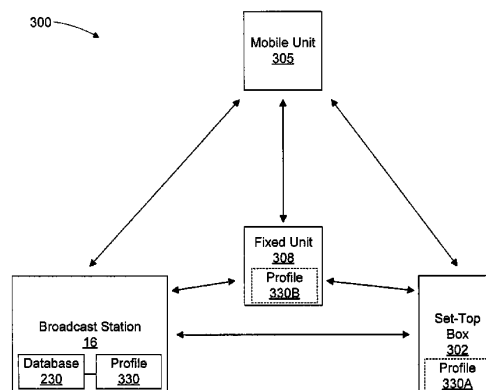 300
Mobile Unit
305
Fixed Unit
308
Profile
330B
Broadcast Station
16
Database
230
Profile
330
Set-Top
Box
302
Profile
330A